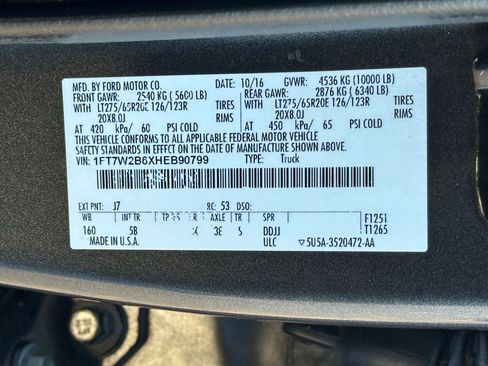 MFD. BY FORD MOTOR CO. 10/16 GVWR: 4536 KG (10000 LB)
FRONT GAWR: 2540 KG (5600 LB) REAR GAWR: 2876 KG (6340 LB)
WITH LT275/65R20E 126/123R TIRES WITH LT275/65R20E 126/123R TIRES
20X8.0J RIMS 20X8.0J RIMS
AT 420 kPa/ 60 PSI COLD AT 450 kPa/ 65 PSI COLD
THIS VEHICLE CONFORMS TO ALL APPLICABLE FEDERAL MOTOR VEHICLE
SAFETY STANDARDS IN EFFECT ON THE DATE OF MANUFACTURE SHOWN ABOVE.
VIN: 1FT7W2B6XHEB90799 TYPE: Truck
EXT PNT: J7 RC: 53 DSO:
WB INT TR AXLE TR SPR F1251
160 5B 3E S DDJJ T1265
MADE IN U.S.A. ULC 5U5A-3520472-AA